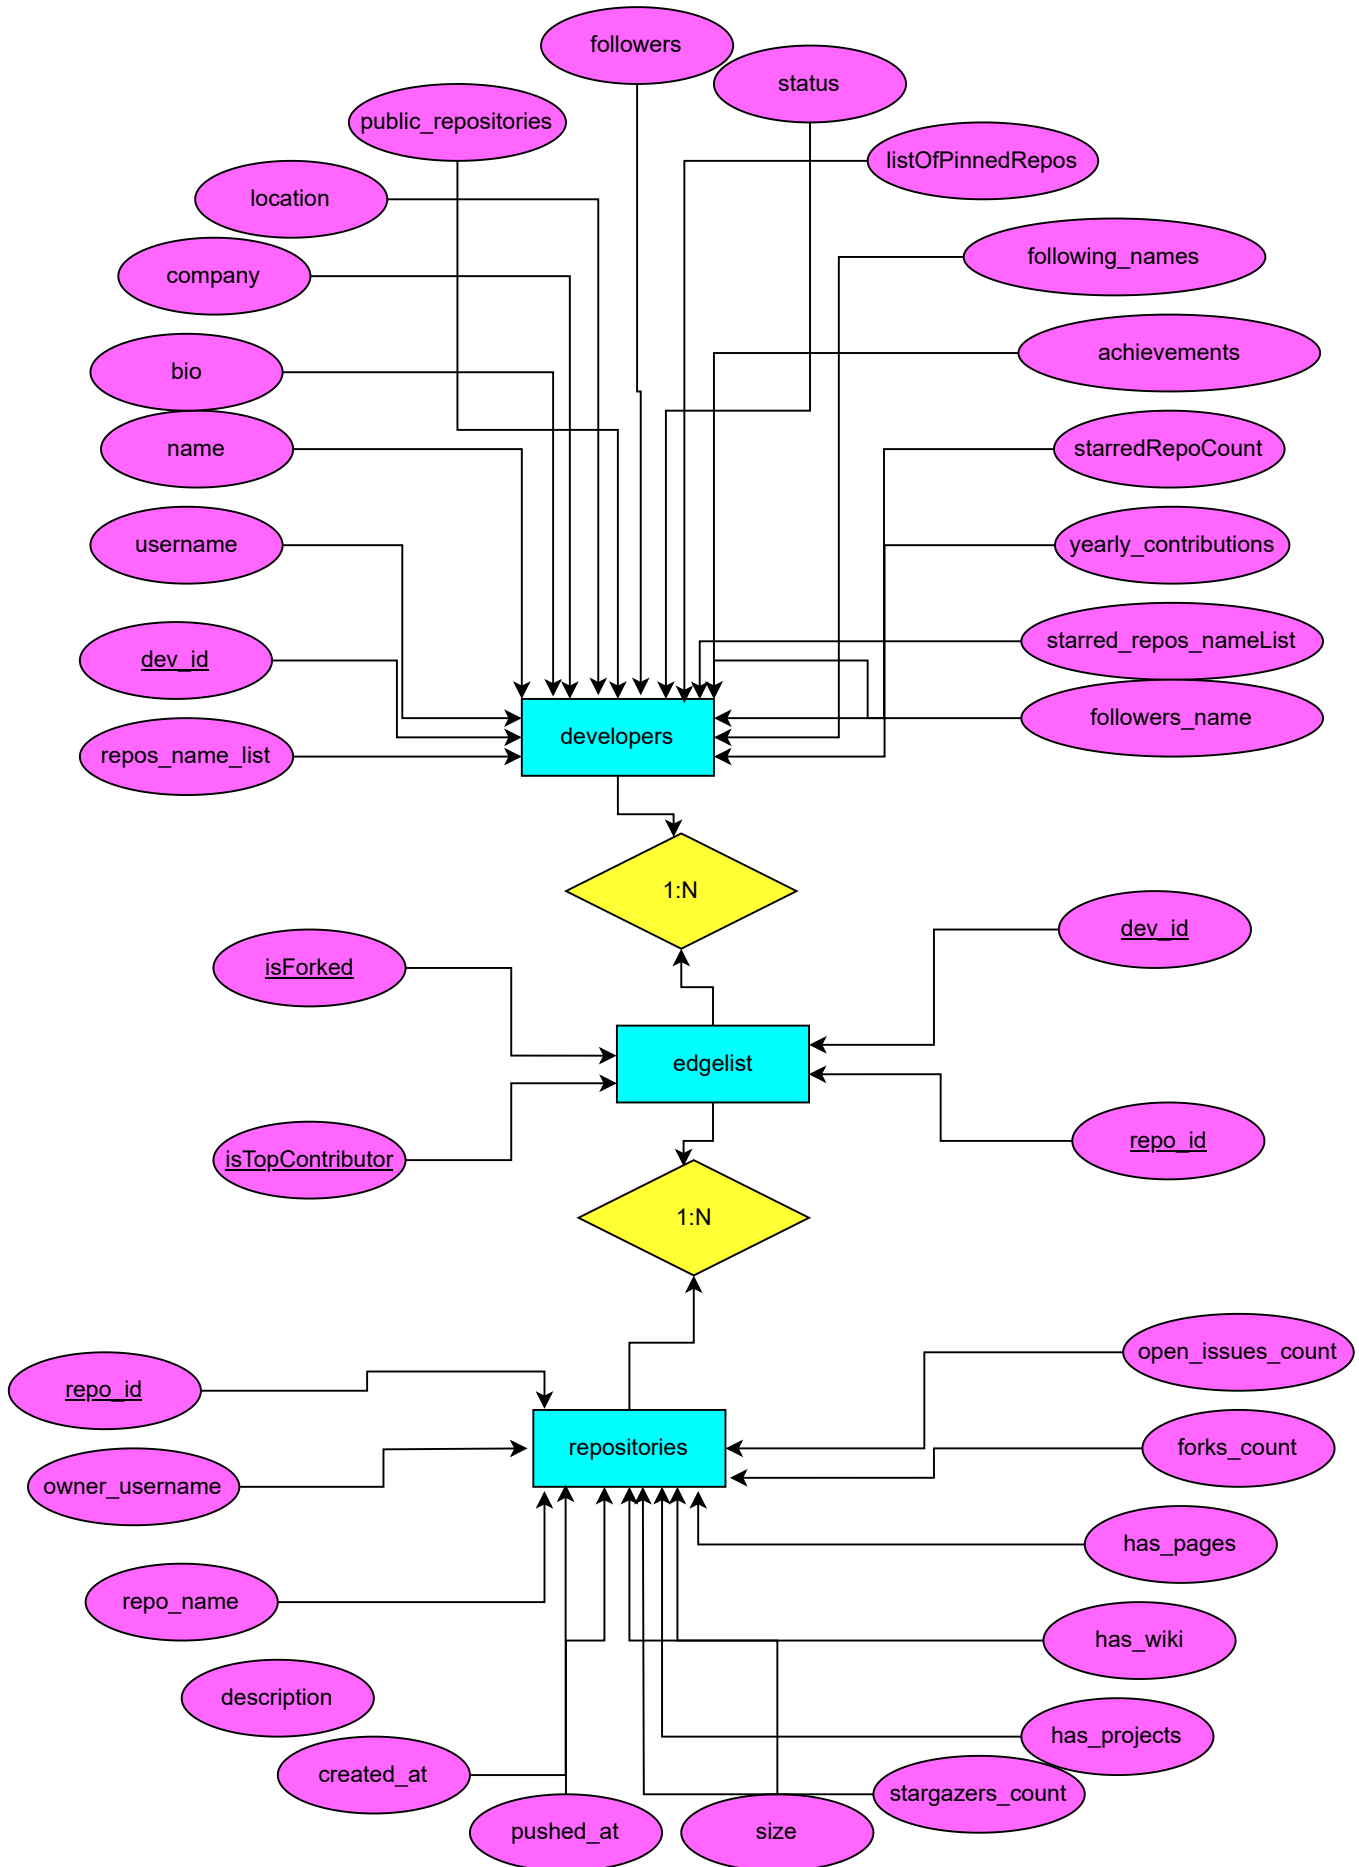 followers
status
public_repositories
listOfPinnedRepos
location
following_names
company
achievements
bio
name
starredRepoCount
username
yearly_contributions
dev_id
starred_repos_nameList
followers_name
developers
repos_name_list
1:N
dev_id
isForked
edgelist
repo_id
isTopContributor
1:N
open_issues_count
repo_id
repositories
forks_count
owner_username
has_pages
repo_name
has_wiki
description
has_projects
created_at
stargazers_count
pushed_at
size